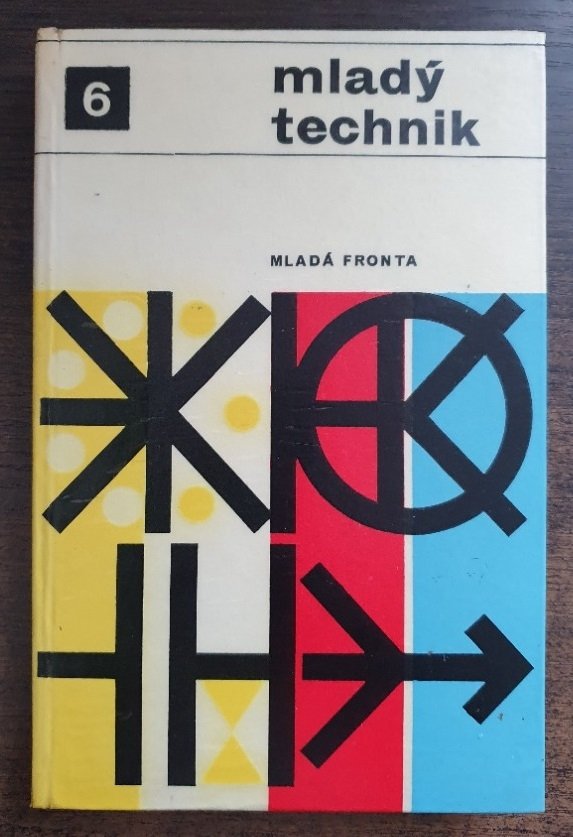 6
mladý
technik
MLADÁ FRONTA